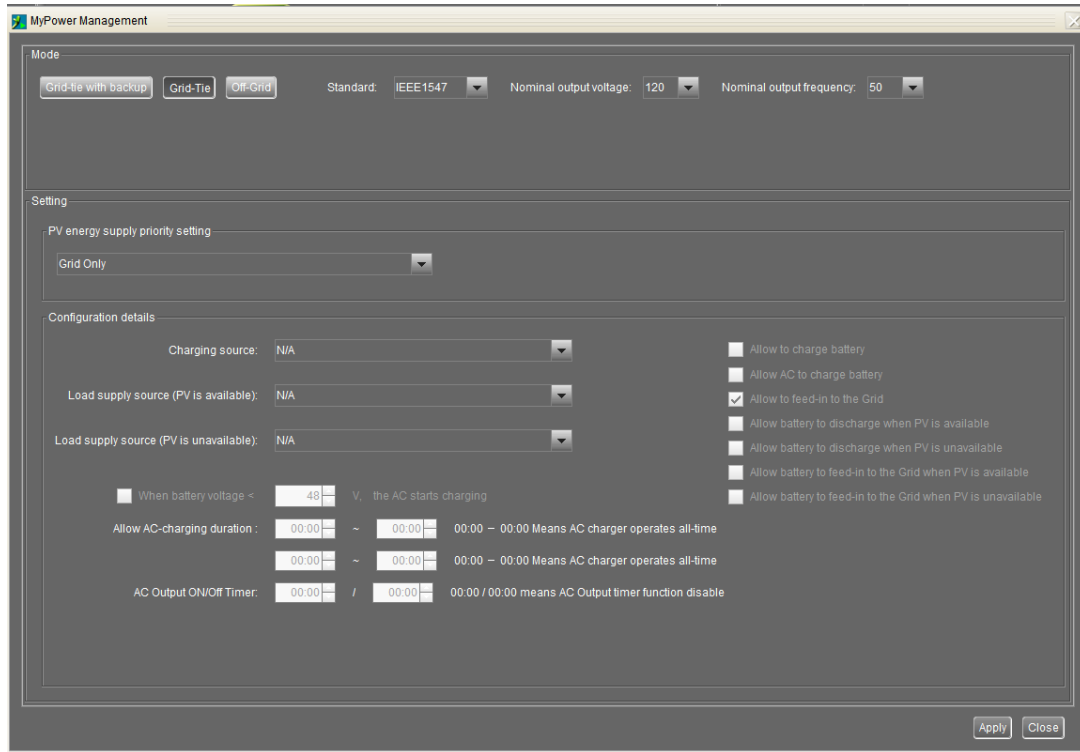 MyPower Management
Mode
Grid-tie with backup Grid-Tie Off-Grid Standard: IEEE1547 Nominal output voltage: 120 Nominal output frequency: 50
Setting
PV energy supply priority setting
Grid Only
Configuration details
Charging source: N/A
Load supply source (PV is available): N/A
Load supply source (PV is unavailable): N/A
When battery voltage < 48 V, the AC starts charging
Allow AC-charging duration : 00:00 ~ 00:00 00:00 – 00:00 Means AC charger operates all-time
00:00 ~ 00:00 00:00 – 00:00 Means AC charger operates all-time
AC Output ON/Off Timer: 00:00 / 00:00 00:00 / 00:00 means AC Output timer function disable
Allow to charge battery
Allow AC to charge battery
Allow to feed-in to the Grid
Allow battery to discharge when PV is available
Allow battery to discharge when PV is unavailable
Allow battery to feed-in to the Grid when PV is available
Allow battery to feed-in to the Grid when PV is unavailable
Apply Close